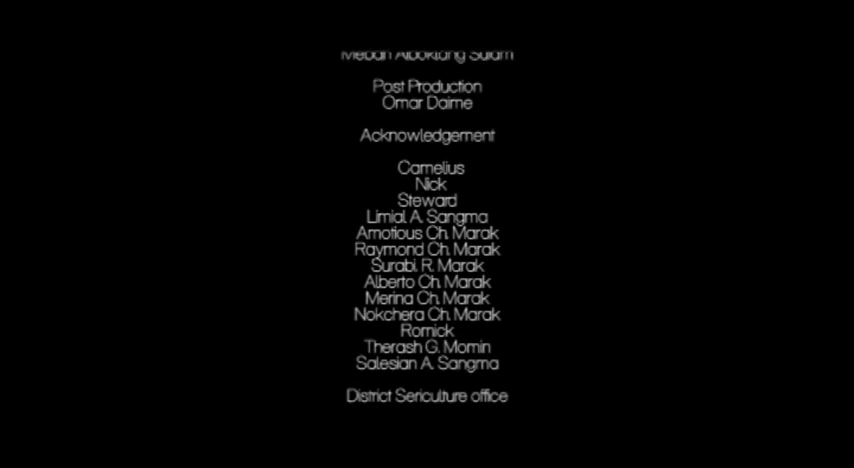 Post Production
Omar Daime
Acknowledgement
Camelius
Nick
Steward
Limial A. Sangma
Amotious Ch. Marak
Raymond Ch. Marak
Surabi. R. Marak
Alberto Ch. Marak
Merina Ch. Marak
Nokchera Ch. Marak
Romick
Therash G. Momin
Salesian A. Sangma
District Sericulture office